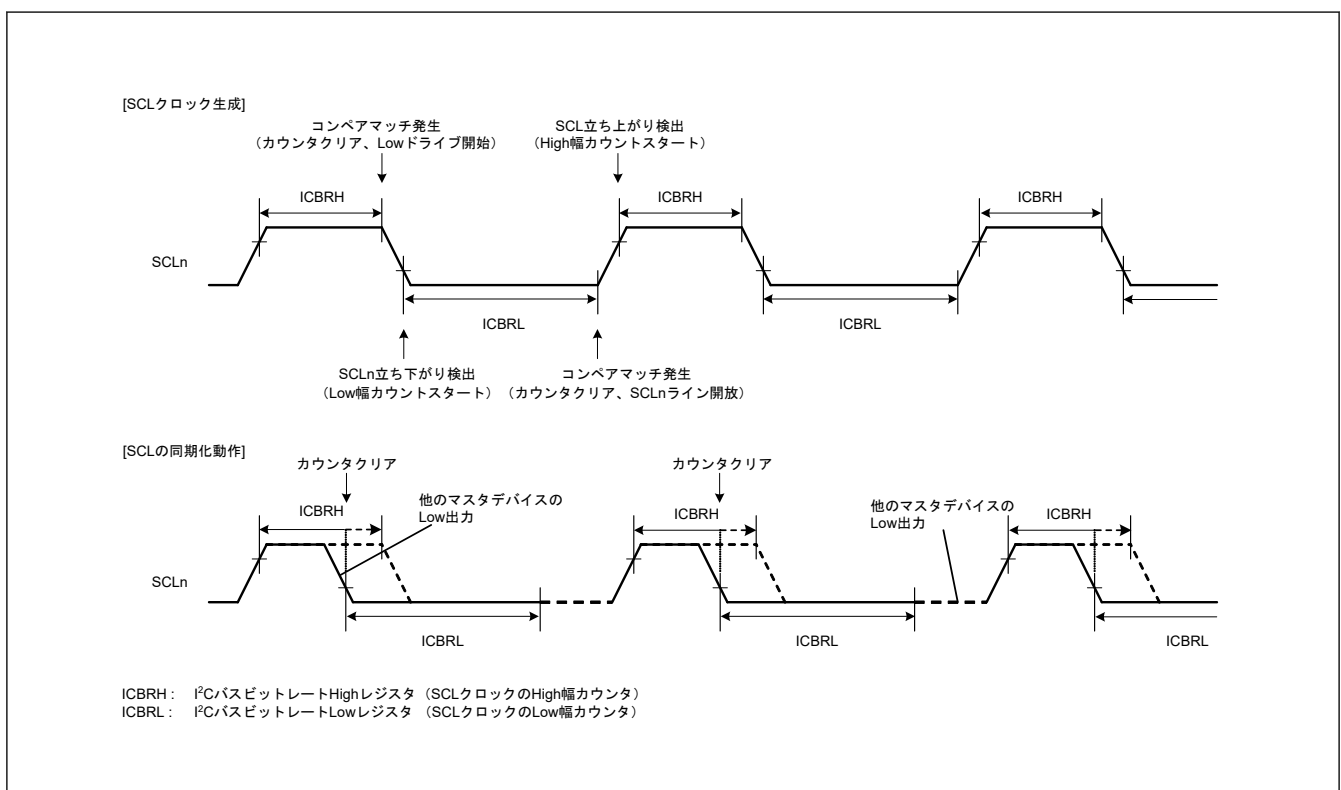 [SCLクロック生成]
コンペアマッチ発生
（カウンタクリア、Lowドライブ開始）
SCL立ち上がり検出
（High幅カウントスタート）
ICBRH
ICBRH
ICBRH
SCLn
ICBRL
ICBRL
SCLn立ち下がり検出
（Low幅カウントスタート）
コンペアマッチ発生
（カウンタクリア、SCLnライン開放）
[SCLの同期化動作]
カウンタクリア
カウンタクリア
ICBRH
他のマスタデバイスの
Low出力
ICBRH
他のマスタデバイスの
Low出力
ICBRH
SCLn
ICBRL
ICBRL
ICBRL
ICBRH : I²CバスビットレートHighレジスタ（SCLクロックのHigh幅カウンタ）
ICBRL : I²CバスビットレートLowレジスタ（SCLクロックのLow幅カウンタ）